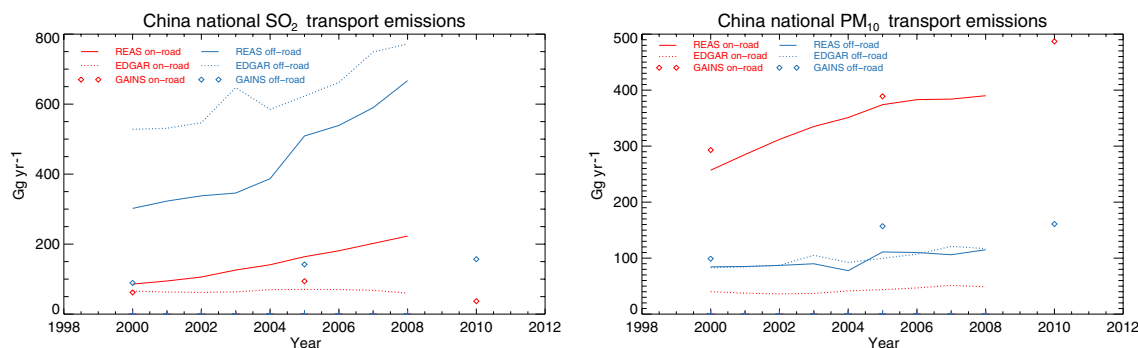 China national SO₂ transport emissions
REAS on-road REAS off-road
EDGAR on-road EDGAR off-road
GAINS on-road GAINS off-road
800
600
400
200
0
Gg yr-1
1998 2000 2002 2004 2006 2008 2010 2012
Year
China national PM₁₀ transport emissions
REAS on-road REAS off-road
EDGAR on-road EDGAR off-road
GAINS on-road GAINS off-road
500
400
300
200
100
0
Gg yr-1
1998 2000 2002 2004 2006 2008 2010 2012
Year